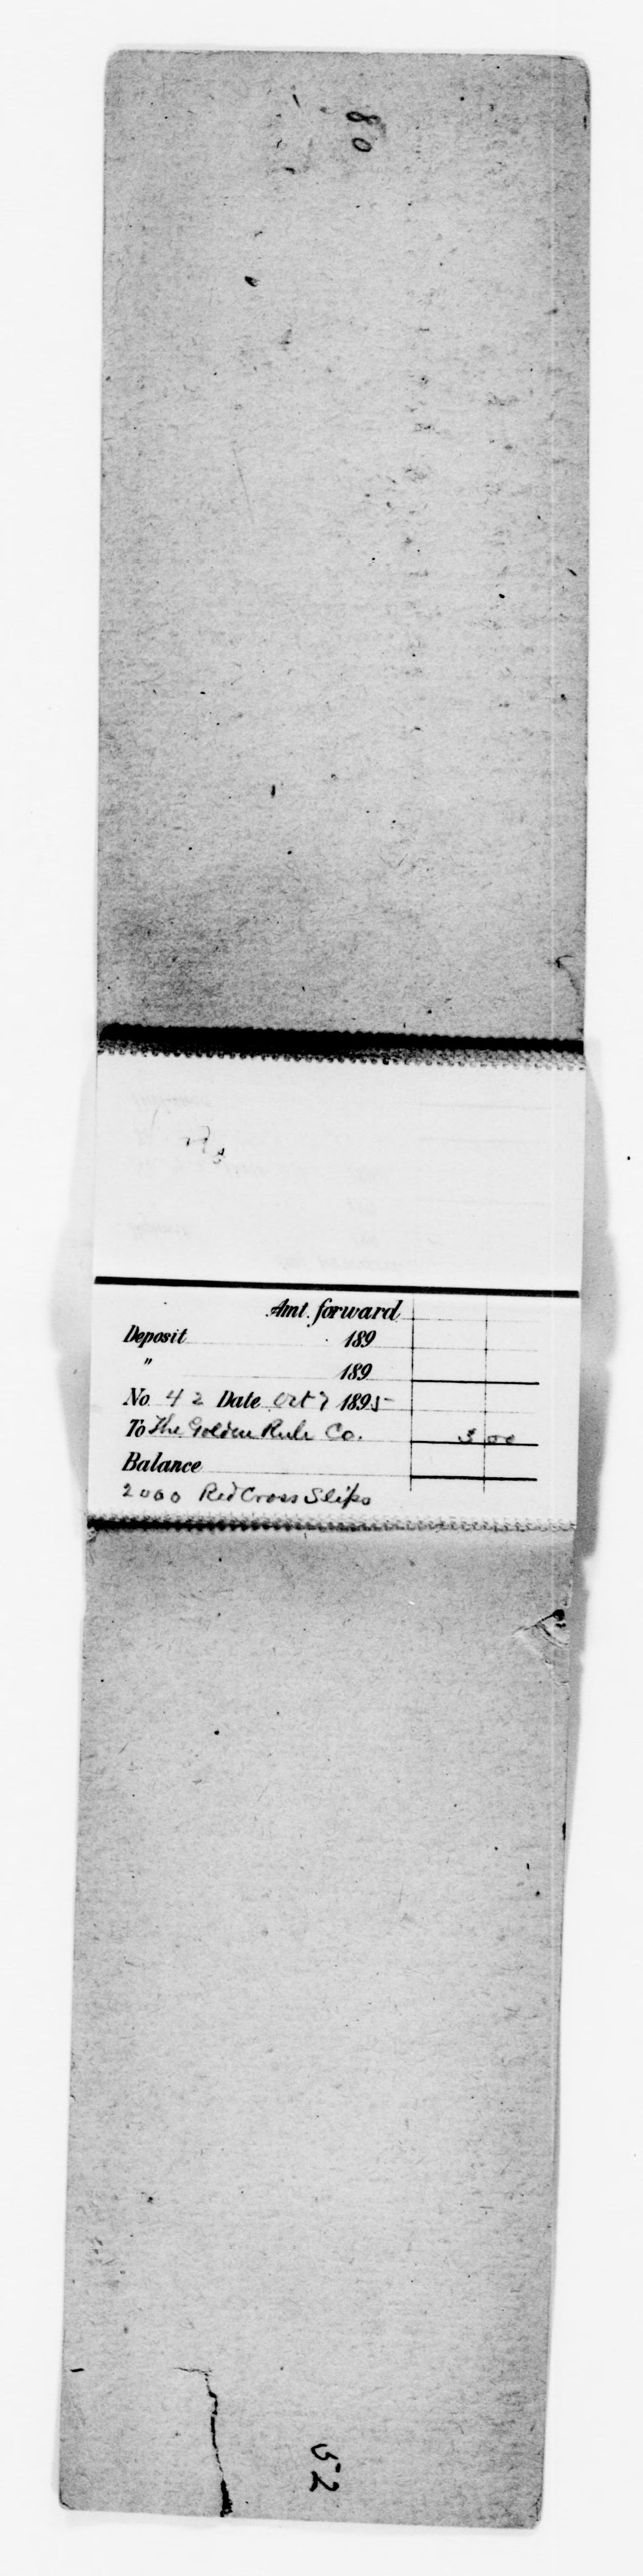 80
Amt. forward
Deposit 189
" 189
No. 42 Date Oct 7 1895
To The Golden Rule Co. 3 00
Balance
2000 Red Cross Slips
52